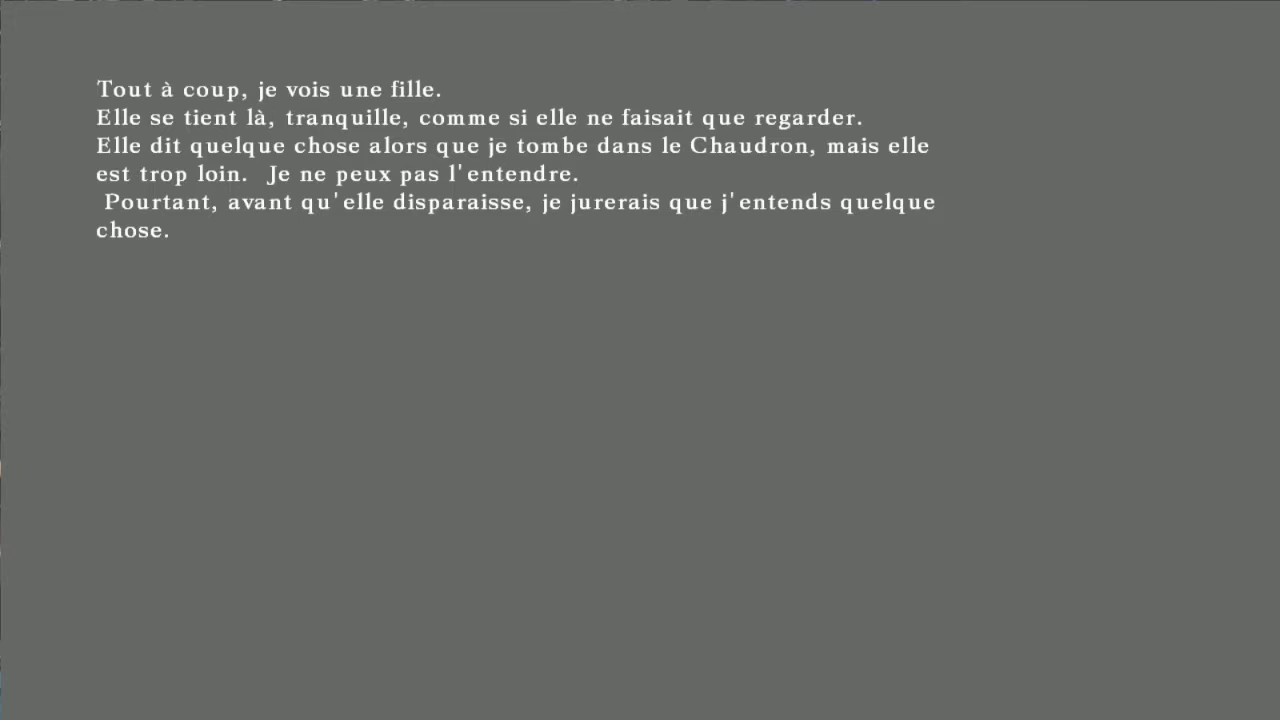 Tout à coup, je vois une fille.
Elle se tient là, tranquille, comme si elle ne faisait que regarder.
Elle dit quelque chose alors que je tombe dans le Chaudron, mais elle
est trop loin.  Je ne peux pas l'entendre.
 Pourtant, avant qu'elle disparaisse, je jurerais que j'entends quelque
chose.